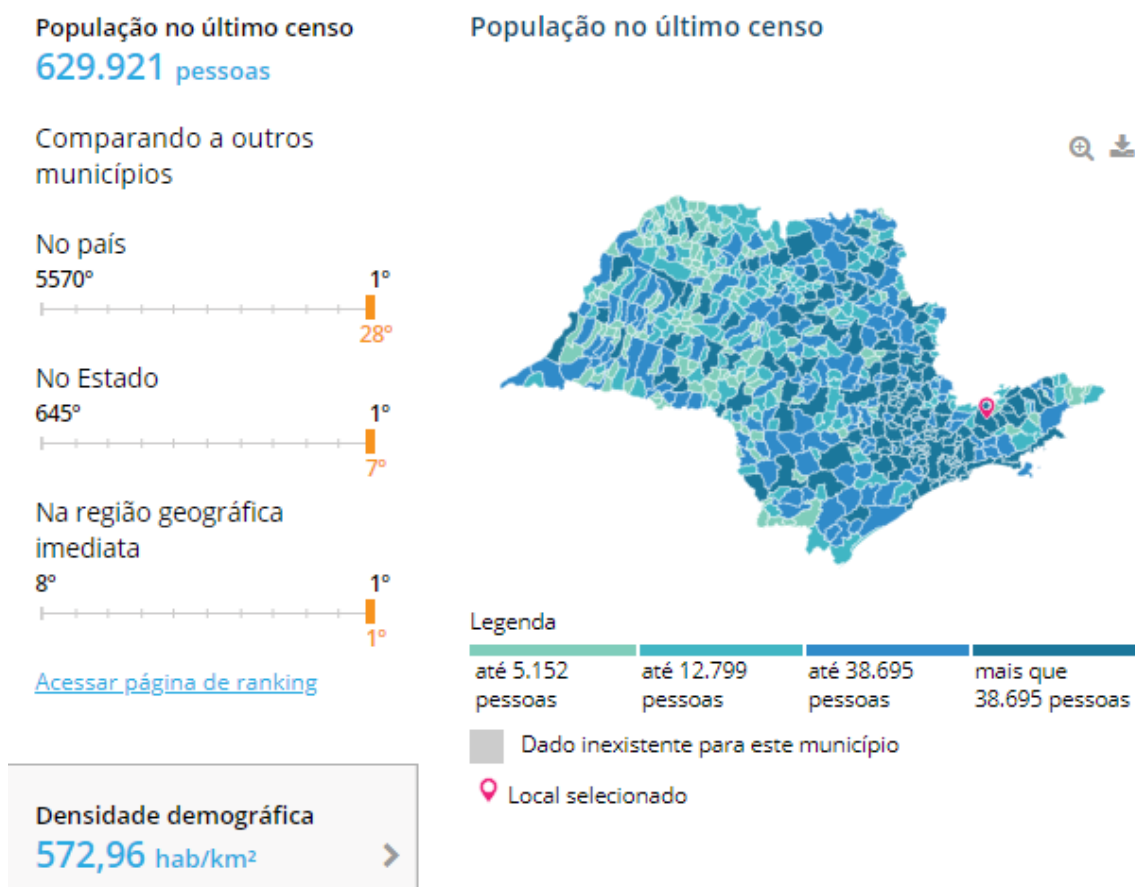 População no último censo
629.921 pessoas
Comparando a outros
municípios
No país
5570º 1º
28º
No Estado
645º 1º
7º
Na região geográfica
imediata
8º 1º
1º
Acessar página de ranking
Densidade demográfica
572,96 hab/km²
População no último censo
Legenda
até 5.152
pessoas
até 12.799
pessoas
até 38.695
pessoas
mais que
38.695 pessoas
Dado inexistente para este município
Local selecionado